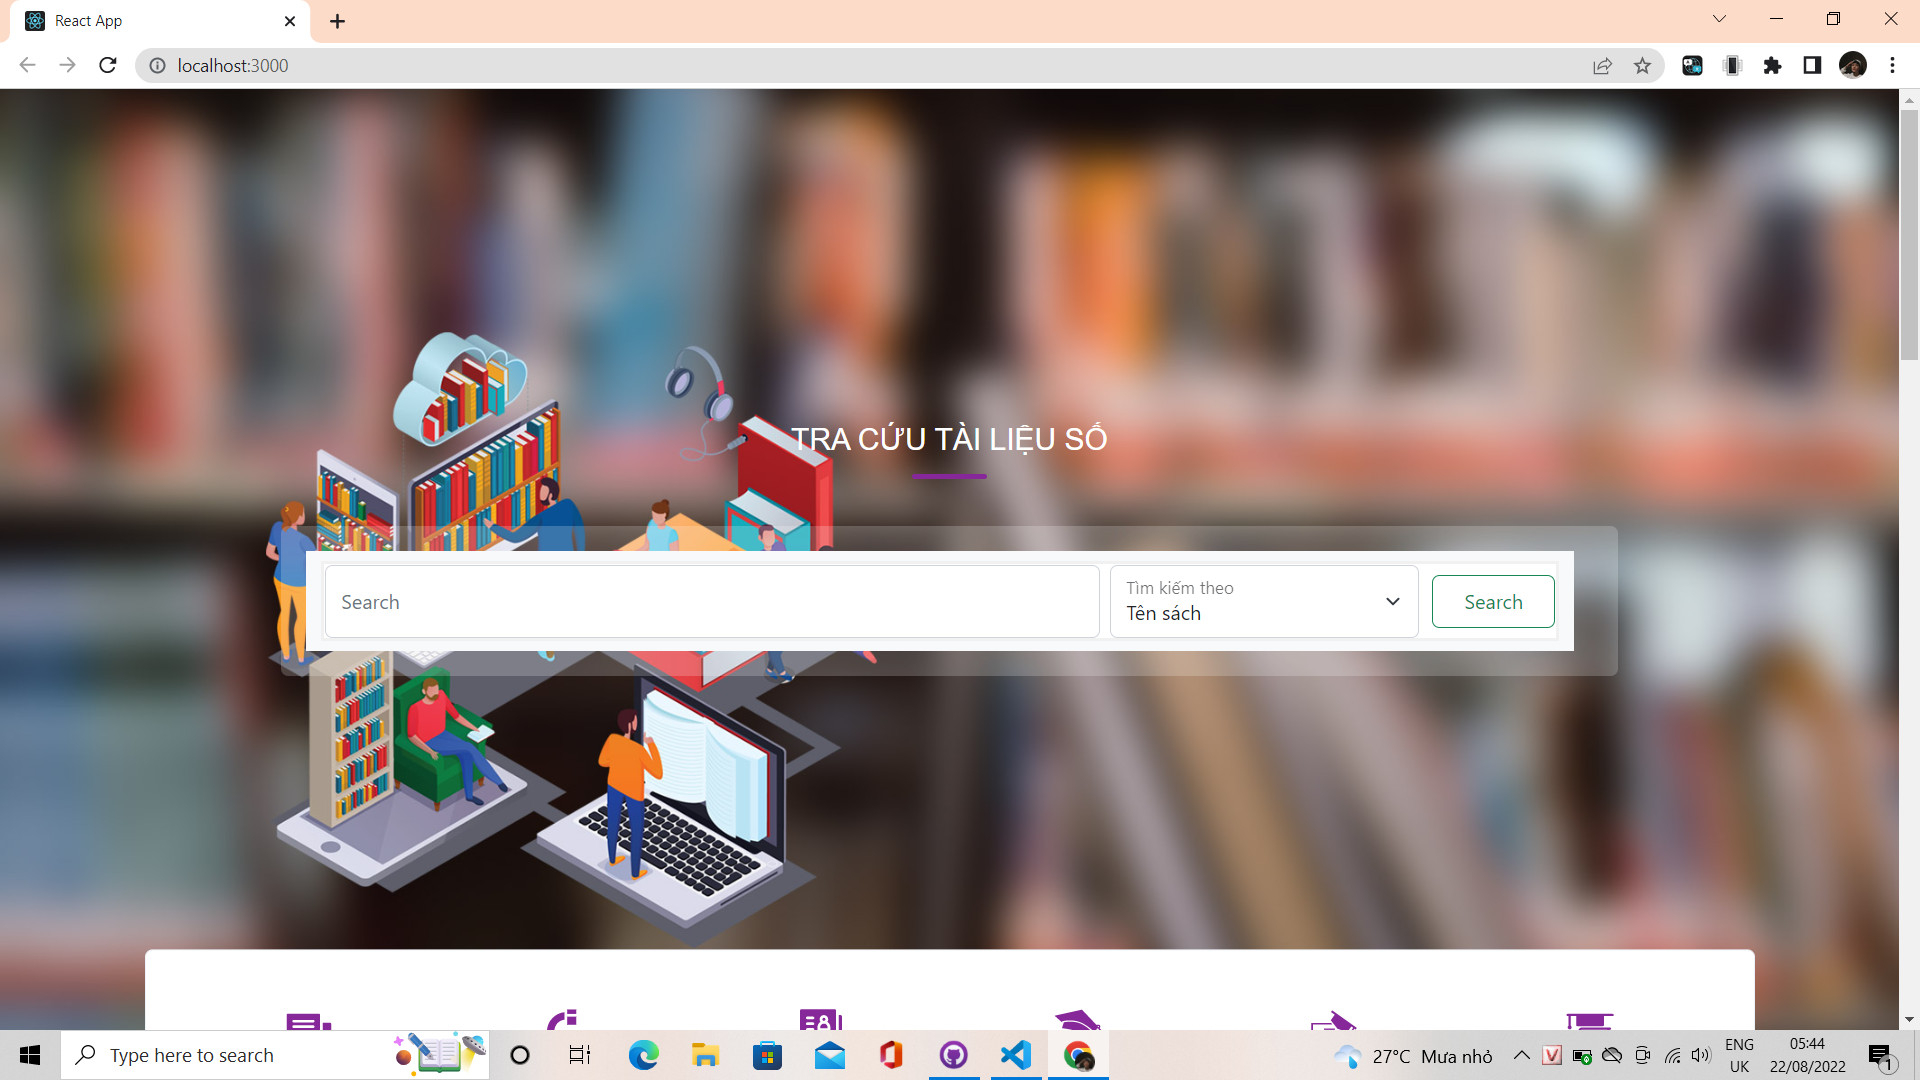 React App
localhost:3000
TRA CỨU TÀI LIỆU SỐ
Search
Tìm kiếm theo
Tên sách
Search
Type here to search
27°C Mưa nhỏ
ENG
UK
05:44
22/08/2022
1